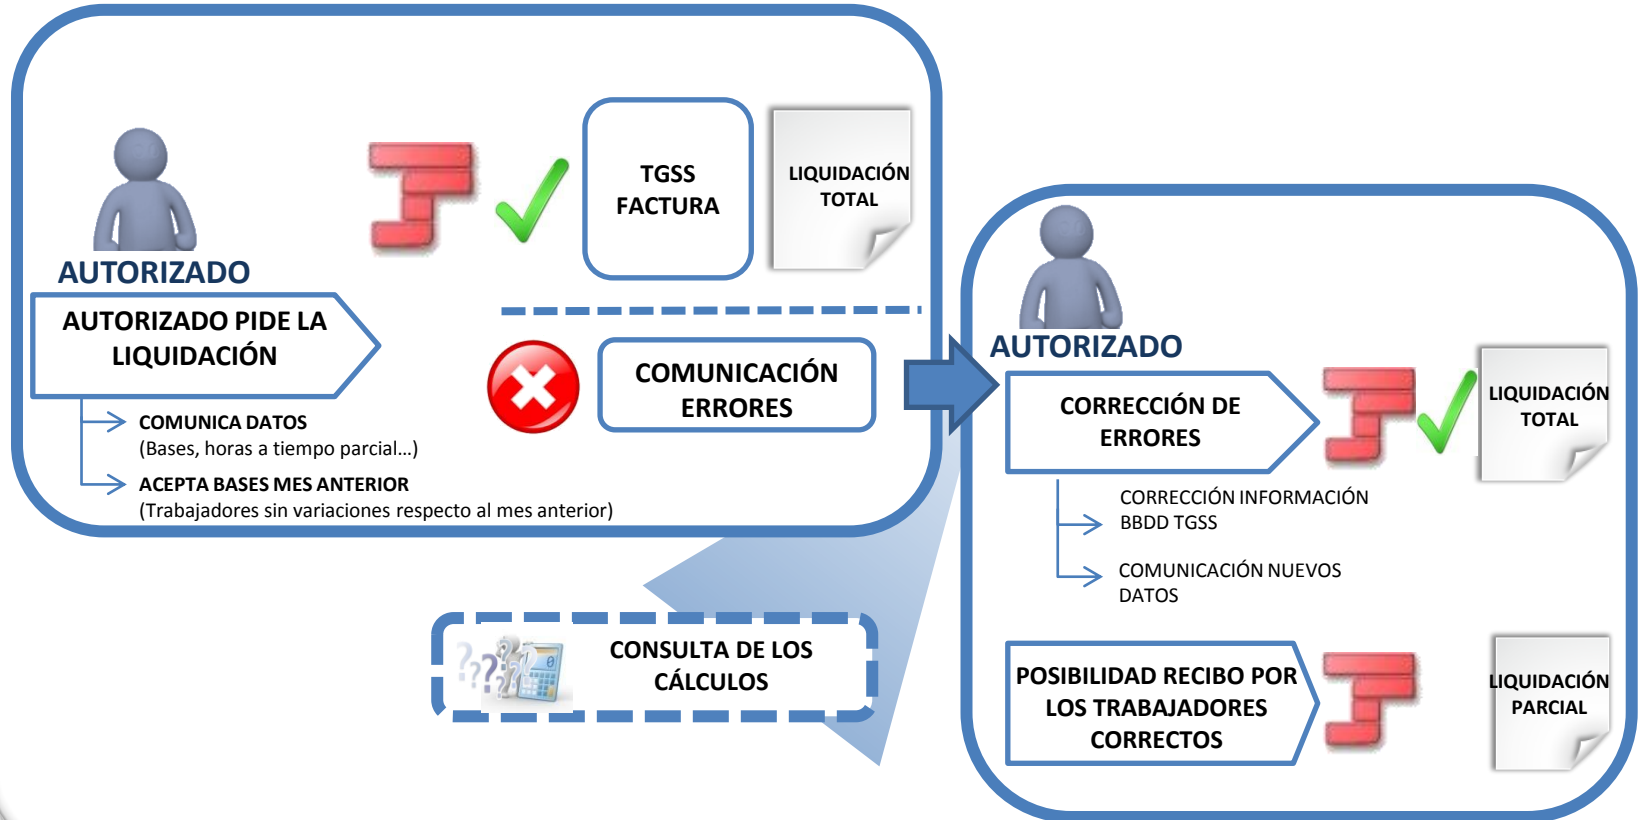 TGSS
FACTURA
LIQUIDACIÓN
TOTAL
AUTORIZADO
AUTORIZADO PIDE LA
LIQUIDACIÓN
COMUNICA DATOS
(Bases, horas a tiempo parcial...)
ACEPTA BASES MES ANTERIOR
(Trabajadores sin variaciones respecto al mes anterior)
COMUNICACIÓN
ERRORES
AUTORIZADO
CORRECCIÓN DE
ERRORES
LIQUIDACIÓN
TOTAL
CORRECCIÓN INFORMACIÓN
BBDD TGSS
COMUNICACIÓN NUEVOS
DATOS
CONSULTA DE LOS
CÁLCULOS
POSIBILIDAD RECIBO POR
LOS TRABAJADORES
CORRECTOS
LIQUIDACIÓN
PARCIAL